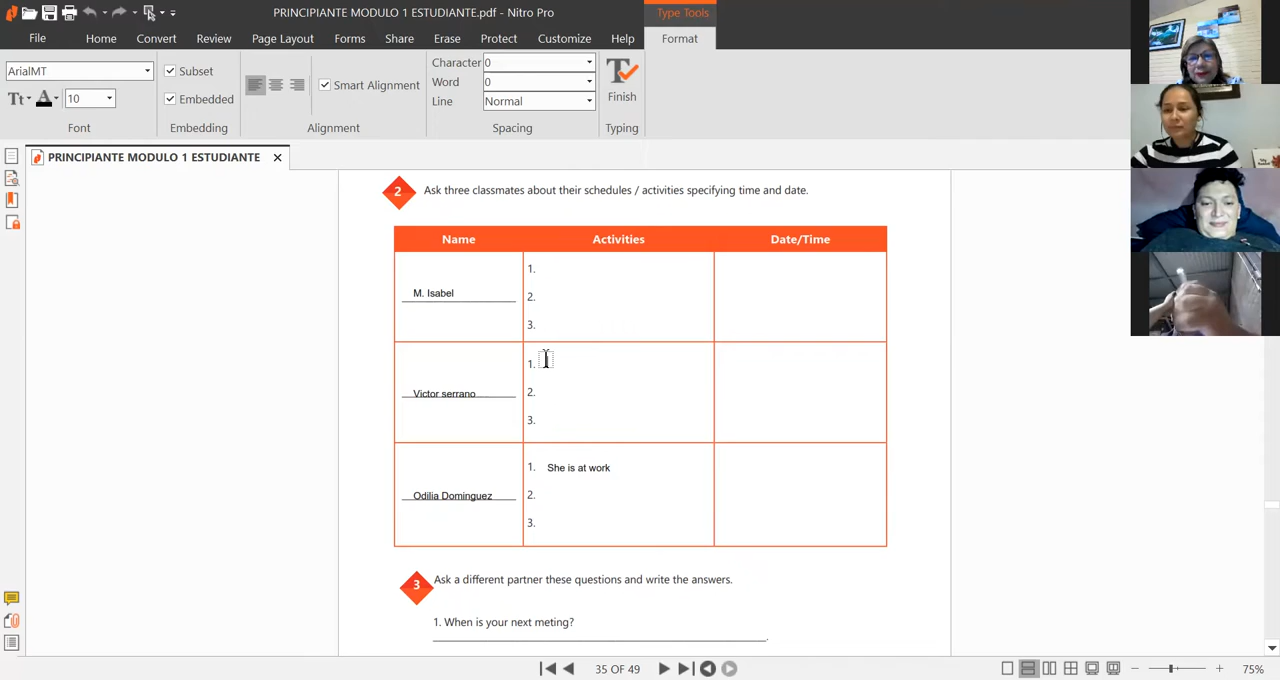 PRINCIPIANTE MODULO 1 ESTUDIANTE.pdf - Nitro Pro
Type Tools
File Home Convert Review Page Layout Forms Share Erase Protect Customize Help Format
ArialMT
Subset
Smart Alignment
Character 0
Word 0
Line Normal
Tt A 10
Embedded
Finish
Font Embedding Alignment Spacing Typing
PRINCIPIANTE MODULO 1 ESTUDIANTE
2 Ask three classmates about their schedules / activities specifying time and date.
Name Activities Date/Time
1.
M. Isabel
2.
3.
1.
Victor serrano
2.
3.
1. She is at work
Odilia Dominguez
2.
3.
3 Ask a different partner these questions and write the answers.
1. When is your next meting?
35 OF 49
75%